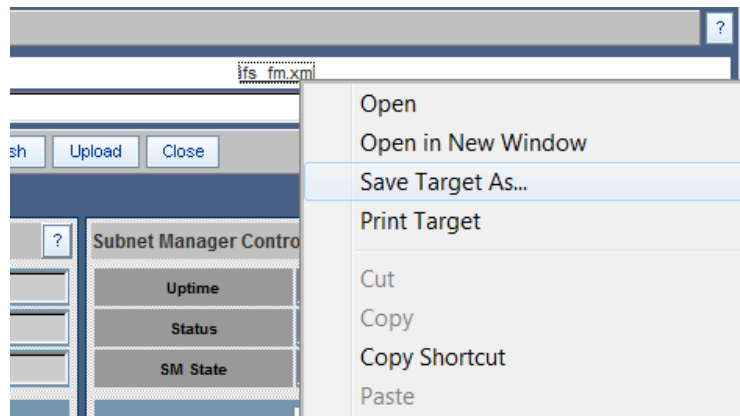 ?
ifs_fm.xml
Open
Open in New Window
Upload
Close
Save Target As...
Print Target
?
Subnet Manager Contro
Uptime
Cut
Status
Copy
SM State
Copy Shortcut
Paste